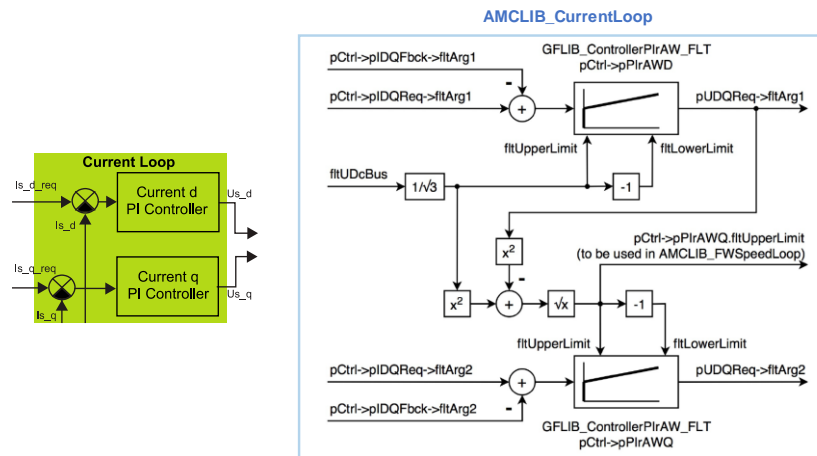 AMCLIB_CurrentLoop
Current Loop
Is_d_req
Current d
PI Controller
Us_d
Is_d
Is_q_req
Current q
PI Controller
Us_q
Is_q
GFLIB_ControllerPIrAW_FLT
pCtrl->pPIrAWD
pCtrl->pIDQFbck->fltArg1
-
pCtrl->pIDQReq->fltArg1
+
pUDQReq->fltArg1
fltUpperLimit
fltLowerLimit
fltUDcBus
1/√3
-1
x²
pCtrl->pPIrAWQ.fltUpperLimit
(to be used in AMCLIB_FWSpeedLoop)
-
x²
+
√x
-1
fltUpperLimit
fltLowerLimit
pCtrl->pIDQReq->fltArg2
+
pUDQReq->fltArg2
-
pCtrl->pIDQFbck->fltArg2
GFLIB_ControllerPIrAW_FLT
pCtrl->pPIrAWQ